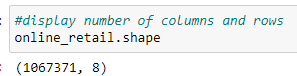 #display number of columns and rows
online_retail.shape
(1067371, 8)